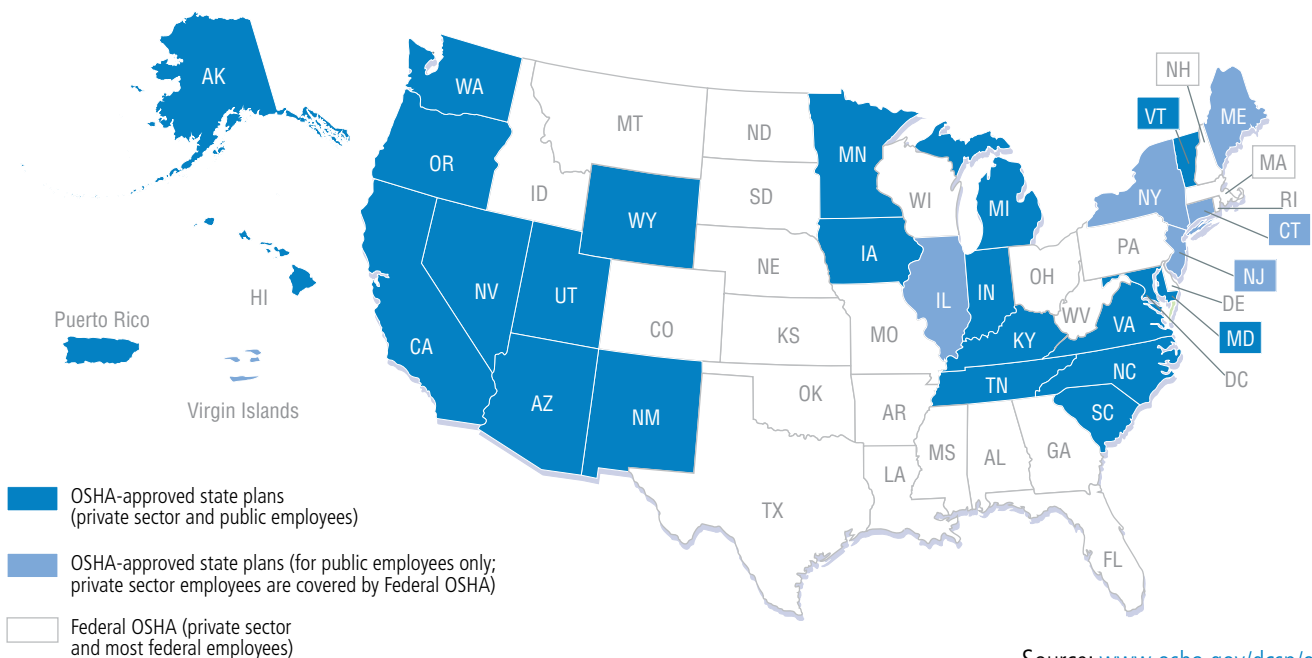 AK
WA
OR
CA
ID
NV
MT
WY
UT
AZ
CO
NM
ND
SD
NE
KS
OK
TX
MN
IA
MO
AR
LA
WI
IL
MS
MI
IN
KY
TN
AL
OH
WV
GA
FL
SC
NC
VA
PA
NY
VT
NH
ME
MA
RI
CT
NJ
DE
MD
DC
HI
Puerto Rico
Virgin Islands
OSHA-approved state plans
(private sector and public employees)
OSHA-approved state plans (for public employees only;
private sector employees are covered by Federal OSHA)
Federal OSHA (private sector
and most federal employees)